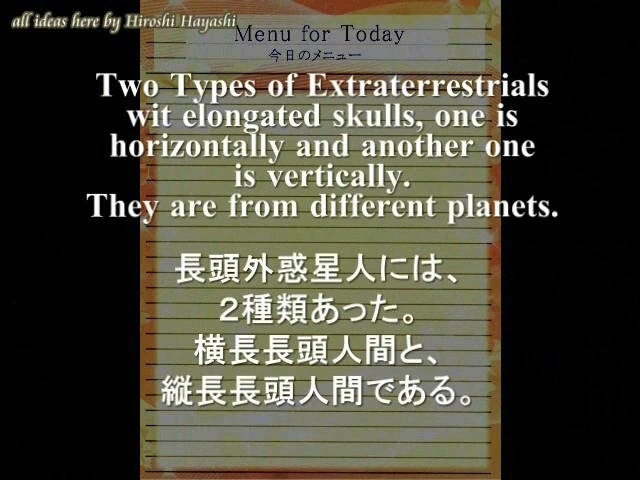 all ideas here by Hiroshi Hayashi
Menu for Today
今日のメニュー
Two Types of Extraterrestrials
wit elongated skulls, one is
horizontally and another one
is vertically.
They are from different planets.
長頭外惑星人には、
２種類あった。
横長長頭人間と、
縦長長頭人間である。